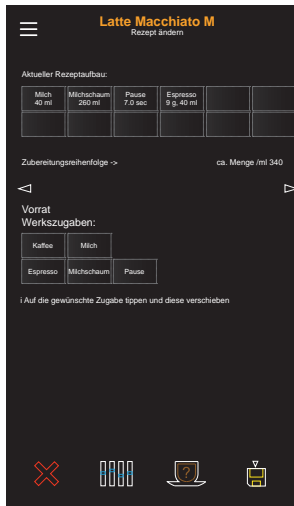 Latte Macchiato M
Rezept ändern
Aktueller Rezeptaufbau:
Milch Milchschaum Pause Espresso
40 ml 260 ml 7.0 sec 9 g, 40 ml
Zubereitungsreihenfolge -> ca. Menge /ml 340
Vorrat
Werkszugaben:
Kaffee Milch
Espresso Milchschaum Pause
i Auf die gewünschte Zugabe tippen und diese verschieben
?